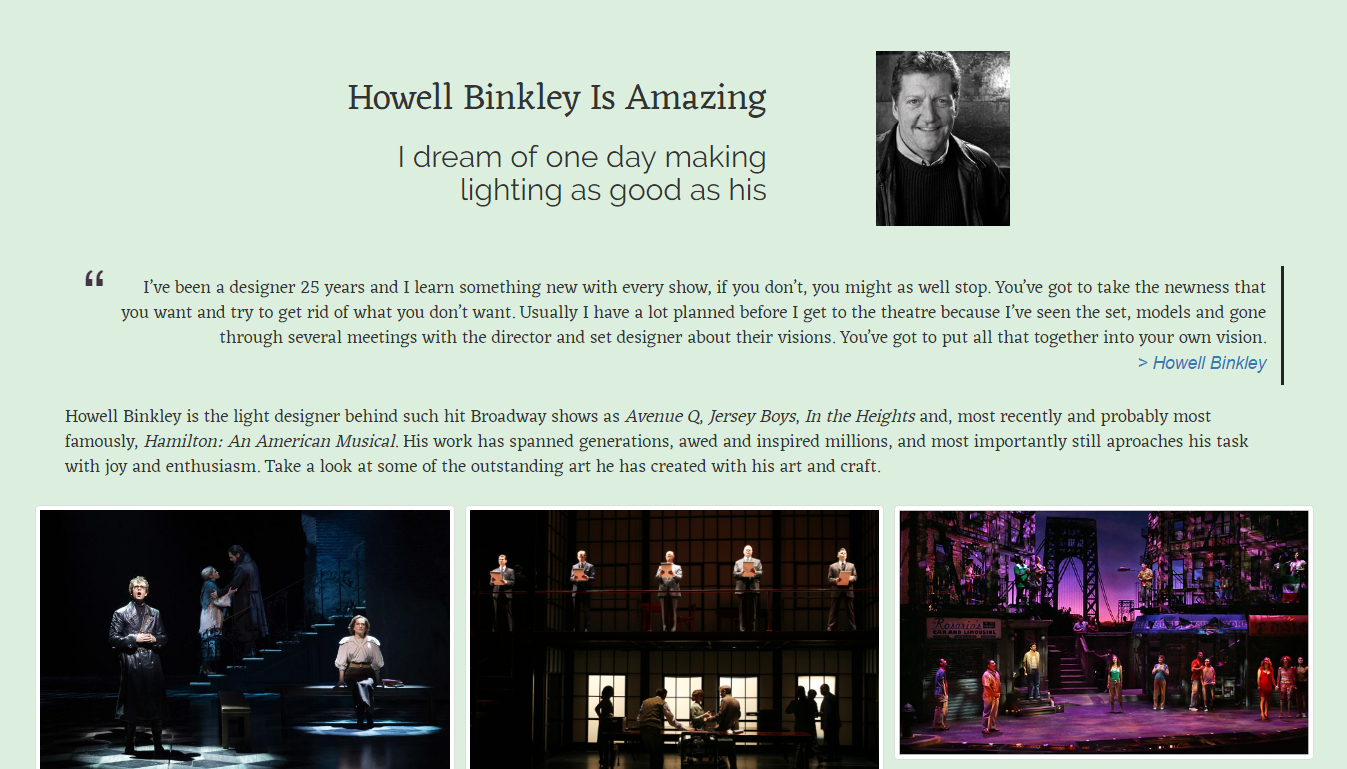 Howell Binkley Is Amazing
I dream of one day making
lighting as good as his
“ I’ve been a designer 25 years and I learn something new with every show, if you don’t, you might as well stop. You’ve got to take the newness that
you want and try to get rid of what you don’t want. Usually I have a lot planned before I get to the theatre because I’ve seen the set, models and gone
through several meetings with the director and set designer about their visions. You’ve got to put all that together into your own vision.
> Howell Binkley
Howell Binkley is the light designer behind such hit Broadway shows as Avenue Q, Jersey Boys, In the Heights and, most recently and probably most
famously, Hamilton: An American Musical. His work has spanned generations, awed and inspired millions, and most importantly still aproaches his task
with joy and enthusiasm. Take a look at some of the outstanding art he has created with his art and craft.
Rosario's
CAR AND LIMOUSINE